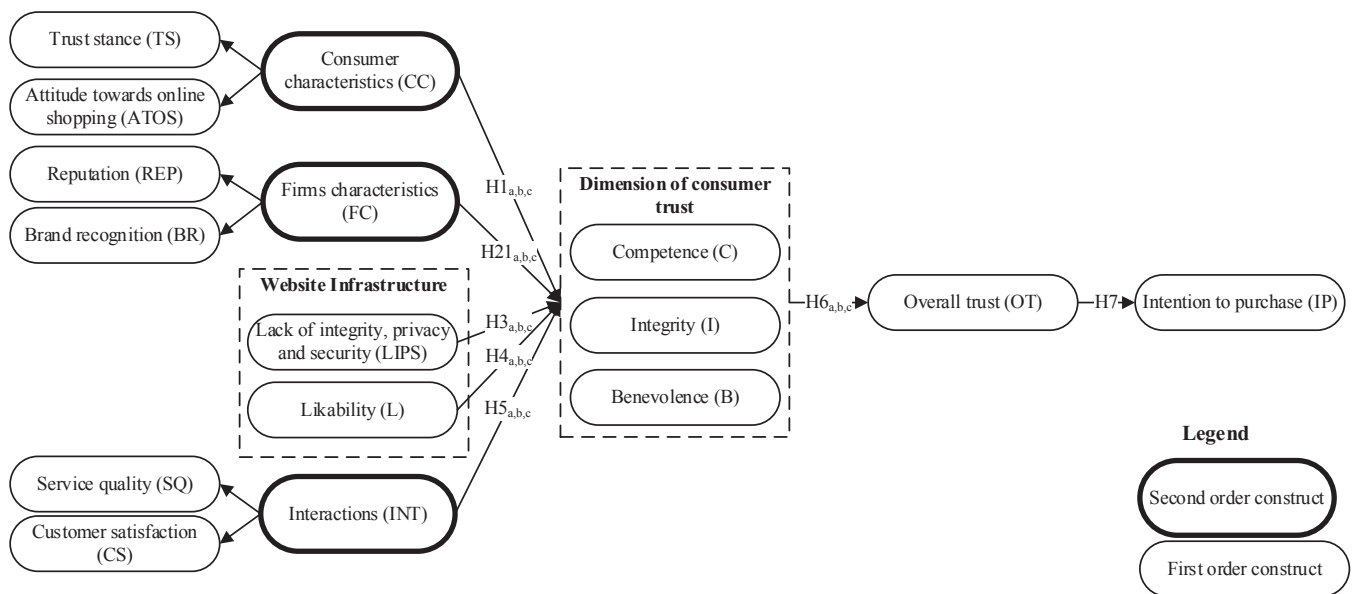 Trust stance (TS)
Attitude towards online
shopping (ATOS)
Reputation (REP)
Brand recognition (BR)
Consumer
characteristics (CC)
Firms characteristics
(FC)
Website Infrastructure
Lack of integrity, privacy
and security (LIPS)
Likability (L)
Service quality (SQ)
Customer satisfaction
(CS)
Interactions (INT)
H1a,b,c
H21a,b,c
H3a,b,c
H4a,b,c
H5a,b,c
Dimension of consumer
trust
Competence (C)
Integrity (I)
Benevolence (B)
H6a,b,c
Overall trust (OT)
H7
Intention to purchase (IP)
Legend
Second order construct
First order construct